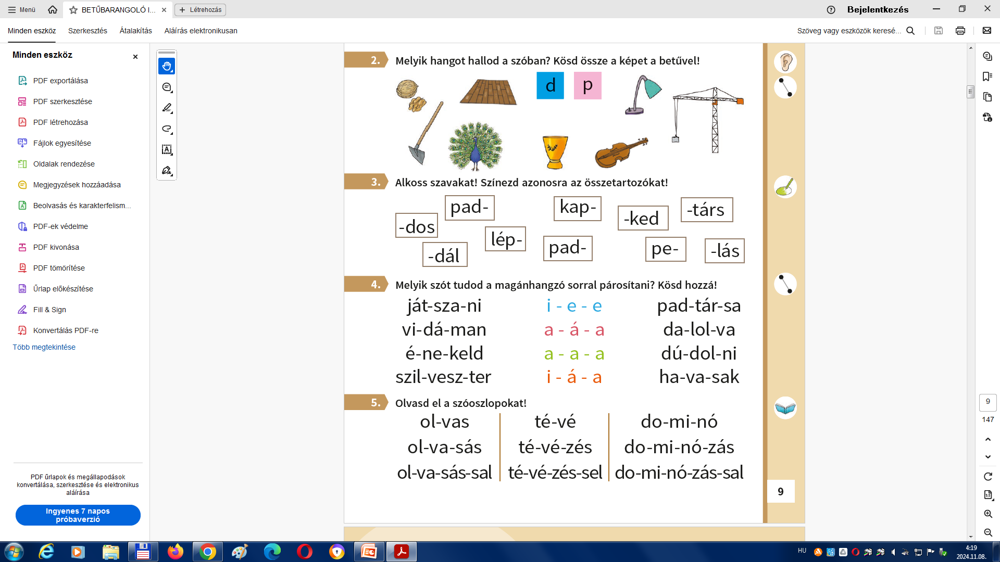 Menü
BETŰBARANGOLÓ I...
Létrehozás
Bejelentkezés
Minden eszköz
Szerkesztés
Átalakítás
Aláírás elektronikusan
Szöveg vagy eszközök keresé...
Minden eszköz
PDF exportálása
PDF szerkesztése
PDF létrehozása
Fájlok egyesítése
Oldalak rendezése
Megjegyzések hozzáadása
Beolvasás és karakterfelism...
PDF-ek védelme
PDF kivonása
PDF tömörítése
Űrlap előkészítése
Fill & Sign
Konvertálás PDF-re
Több megtekintése
PDF űrlapok és megállapodások
konvertálása, szerkesztése és elektronikus
aláírása
Ingyenes 7 napos
próbaverzió
2. Melyik hangot hallod a szóban? Kösd össze a képet a betűvel!
d p
3. Alkoss szavakat! Színezd azonosra az összetartozókat!
pad- kap- -társ
-dos -ked
lép- pad- pe- -lás
-dál
4. Melyik szót tudod a magánhangzó sorral párosítani? Kösd hozzá!
ját-sza-ni i - e - e pad-tár-sa
vi-dá-man a - á - a da-lol-va
é-ne-keld a - a - a dú-dol-ni
szil-vesz-ter i - á - a ha-va-sak
5. Olvasd el a szóoszlopokat!
ol-vas té-vé do-mi-nó
ol-va-sás té-vé-zés do-mi-nó-zás
ol-va-sás-sal té-vé-zés-sel do-mi-nó-zás-sal
9
9
147
HU
4:19
2024.11.08.